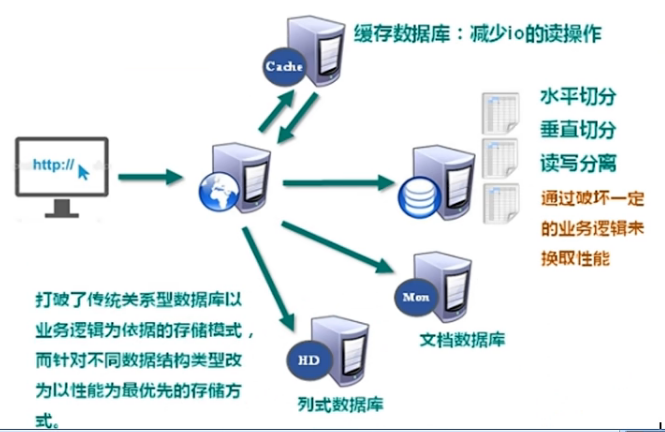 缓存数据库：减少io的读操作
Cache
水平切分
垂直切分
读写分离
http://
通过破坏一定
的业务逻辑来
换取性能
Mon
文档数据库
打破了传统关系型数据库以
业务逻辑为依据的存储模式，
而针对不同数据结构类型改
为以性能为最优先的存储方
式。
HD
列式数据库